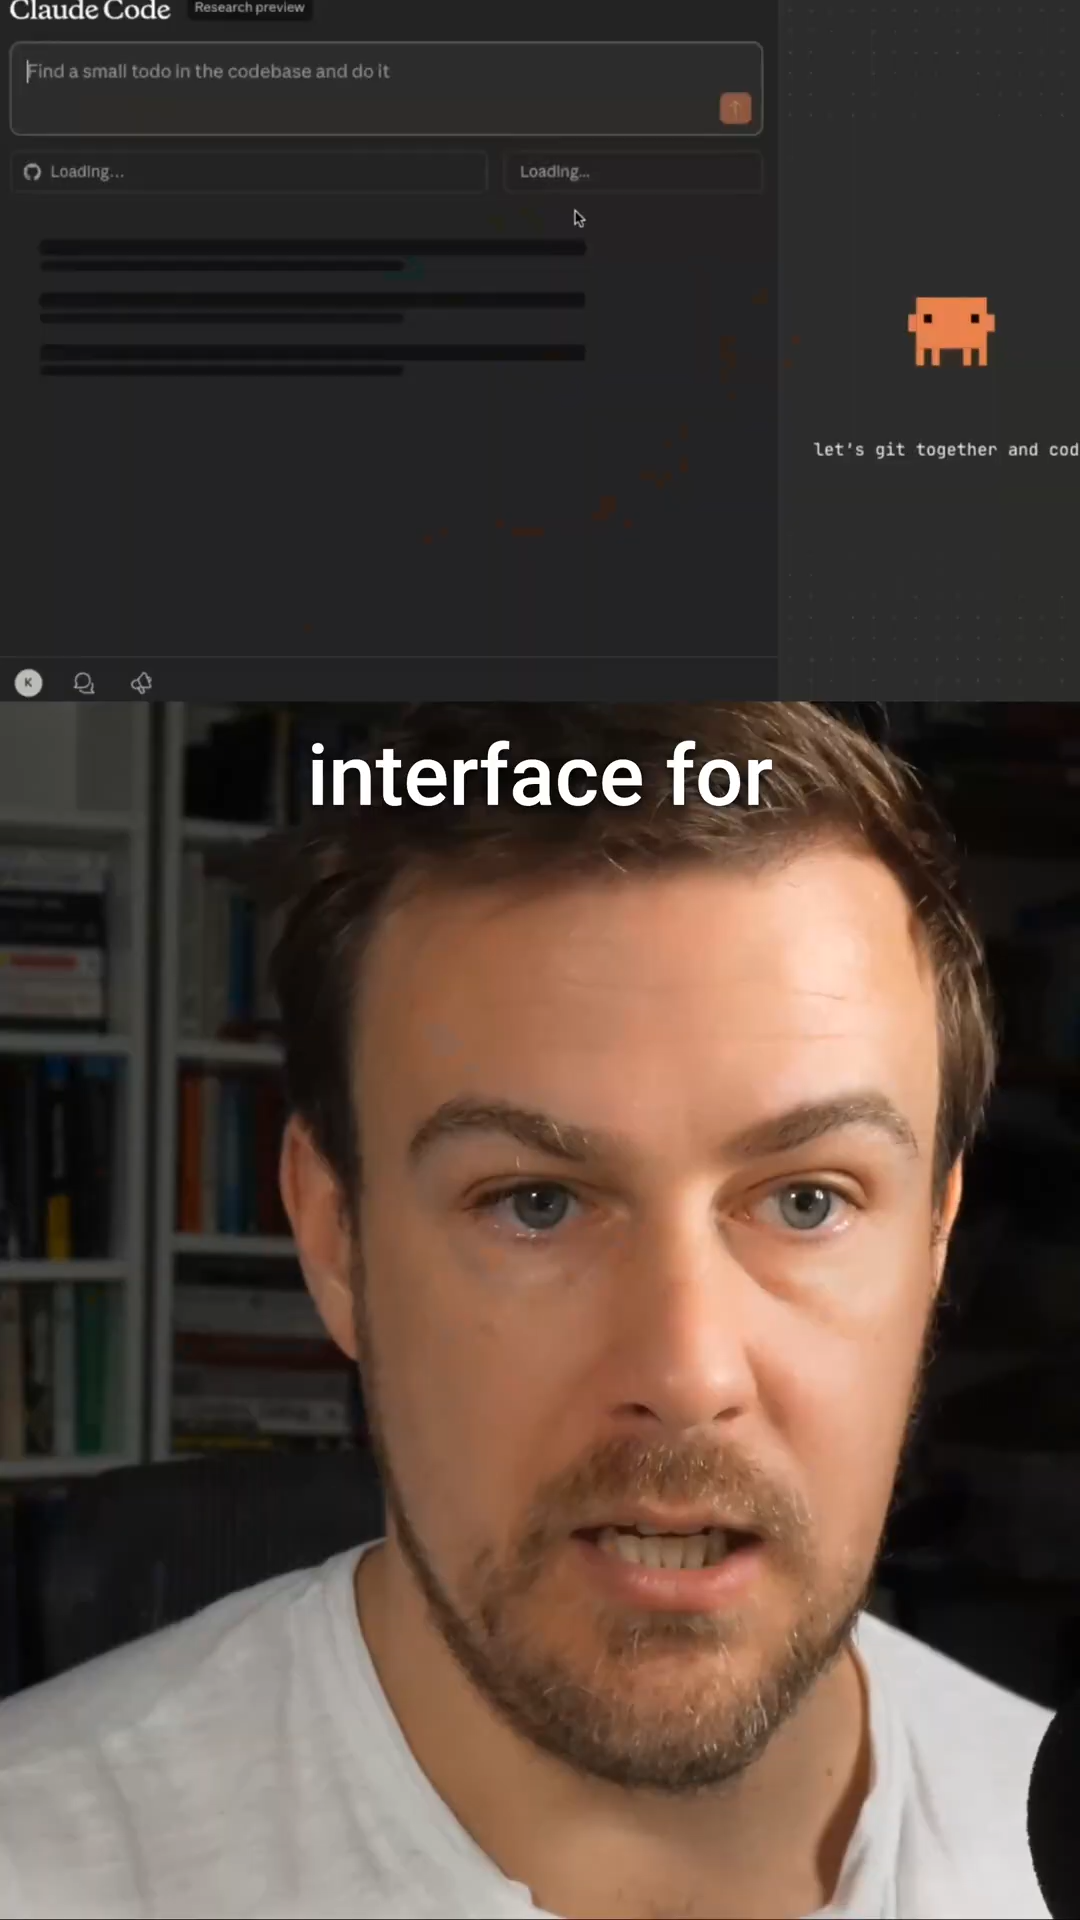 Claude Code
Research preview
Find a small todo in the codebase and do it
Loading...
Loading...
let's git together and cod
K
interface for